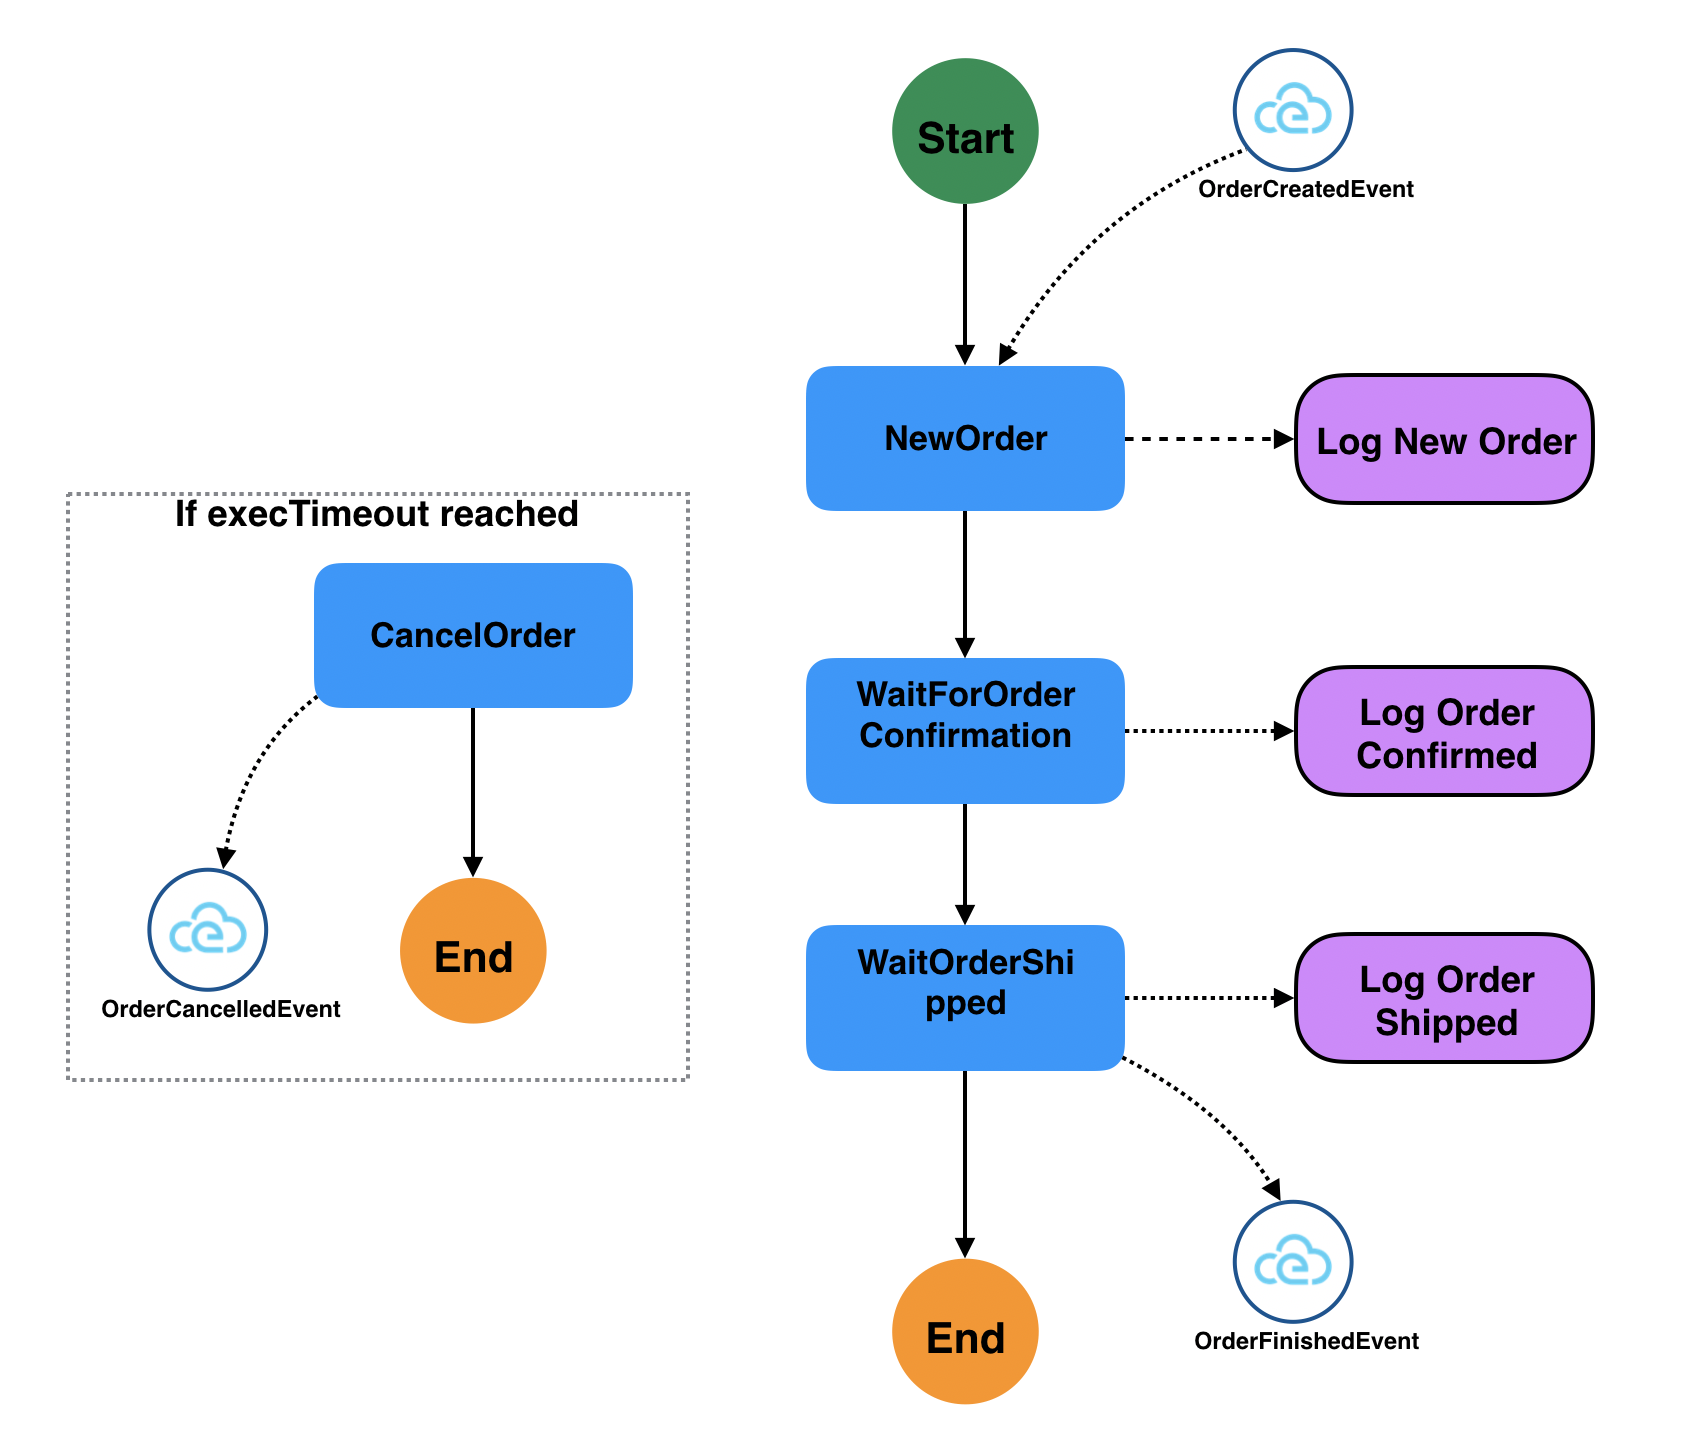 Start
OrderCreatedEvent
NewOrder
Log New Order
If execTimeout reached
CancelOrder
WaitForOrder
Confirmation
Log Order
Confirmed
WaitOrderShi
pped
Log Order
Shipped
End
OrderCancelledEvent
End
OrderFinishedEvent